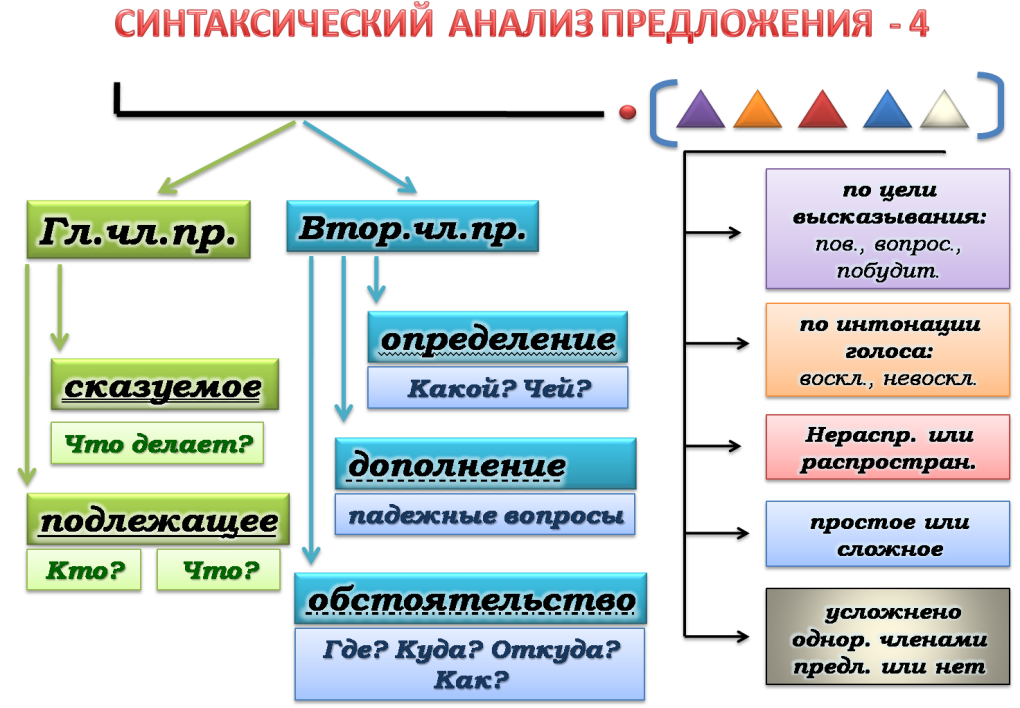 СИНТАКСИЧЕСКИЙ АНАЛИЗ ПРЕДЛОЖЕНИЯ - 4
Гл.чл.пр.
сказуемое
Что делает?
подлежащее
Кто?
Что?
Втор.чл.пр.
определение
Какой? Чей?
дополнение
падежные вопросы
обстоятельство
Где? Куда? Откуда?
Как?
по цели
высказывания:
пов., вопрос.,
побудит.
по интонации
голоса:
воскл., невоскл.
Нераспр. или
распростран.
простое или
сложное
усложнено
однор. членами
предл. или нет